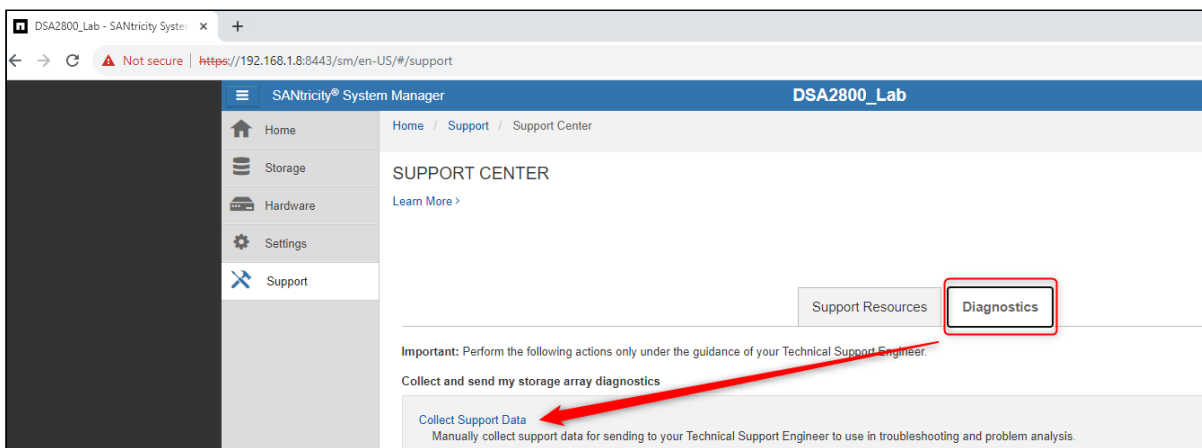 DSA2800_Lab - SANtricity Syster
Not secure | https://192.168.1.8:8443/sm/en-US/#/support
SANtricity® System Manager
DSA2800_Lab
Home
Home / Support / Support Center
Storage
SUPPORT CENTER
Hardware
Learn More >
Settings
Support
Support Resources
Diagnostics
Important: Perform the following actions only under the guidance of your Technical Support Engineer.
Collect and send my storage array diagnostics
Collect Support Data
Manually collect support data for sending to your Technical Support Engineer to use in troubleshooting and problem analysis.